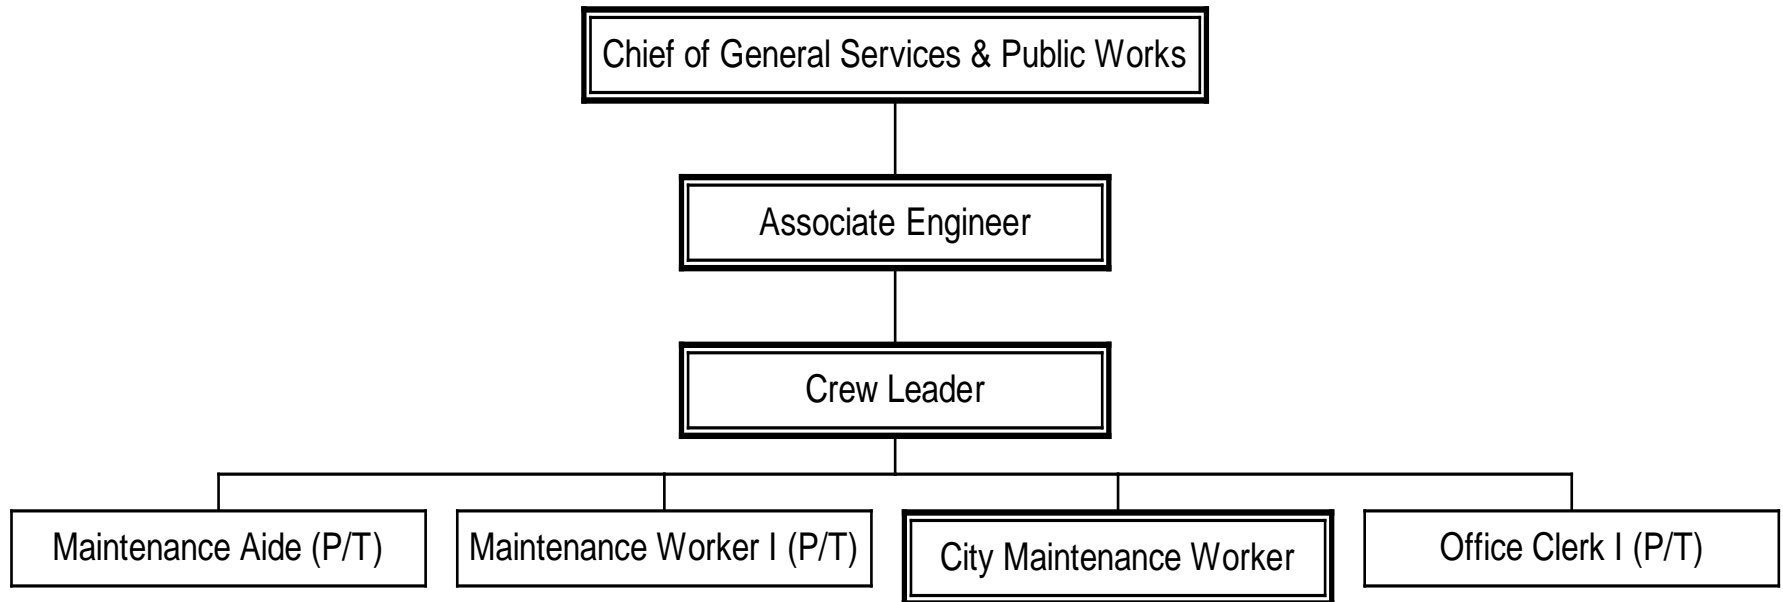 Chief of General Services & Public Works
Associate Engineer
Crew Leader
Maintenance Aide (P/T)
Maintenance Worker I (P/T)
City Maintenance Worker
Office Clerk I (P/T)